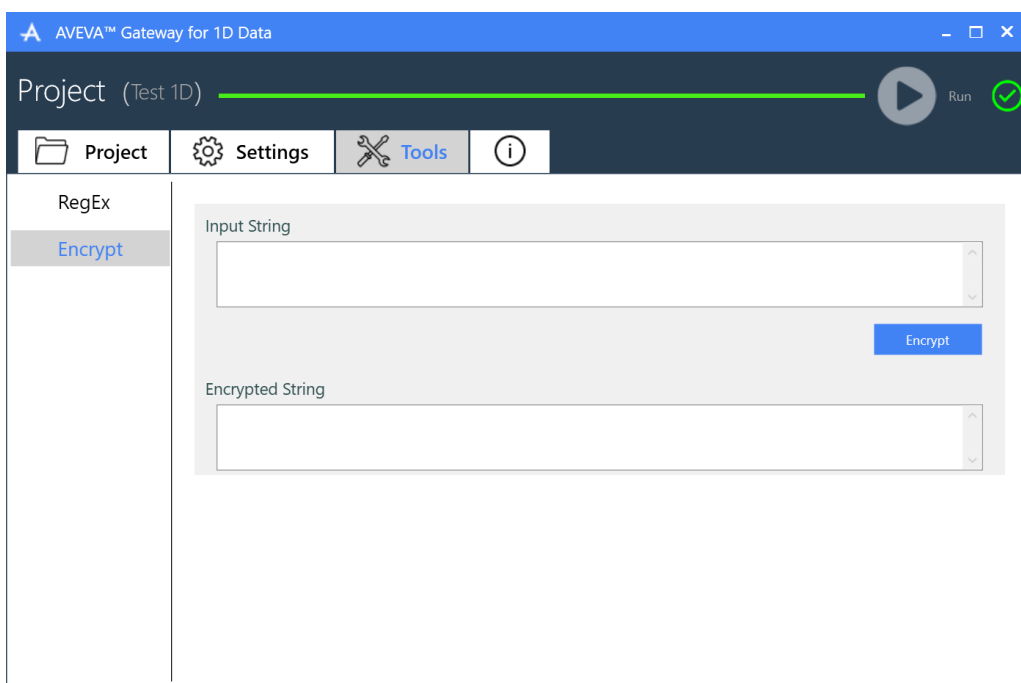 AVEVA™ Gateway for 1D Data
Project (Test 1D)
Run
Project
Settings
Tools
RegEx
Encrypt
Input String
Encrypt
Encrypted String